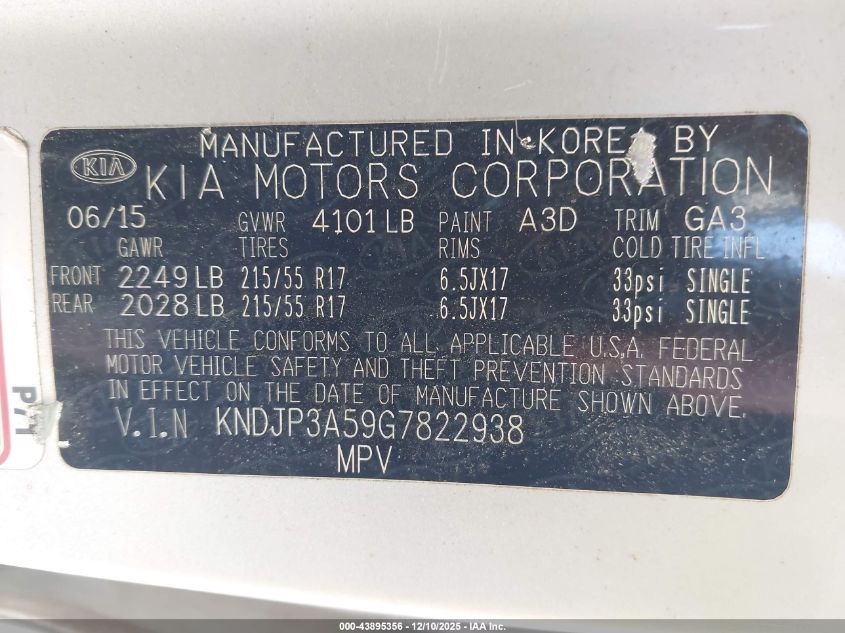 MANUFACTURED IN KOREA BY
KIA KIA MOTORS CORPORATION
06/15 GVWR 4101 LB PAINT A3D TRIM GA3
GAWR TIRES RIMS COLD TIRE INFL
FRONT 2249 LB 215/55 R17 6.5JX17 33psi SINGLE
REAR 2028 LB 215/55 R17 6.5JX17 33psi SINGLE
THIS VEHICLE CONFORMS TO ALL APPLICABLE U.S.A. FEDERAL
MOTOR VEHICLE SAFETY AND THEFT PREVENTION STANDARDS
IN EFFECT ON THE DATE OF MANUFACTURE SHOWN ABOVE.
V.I.N KNDJP3A59G7822938
MPV
P/T
000-43895356 - 12/10/2025 - IAA Inc.